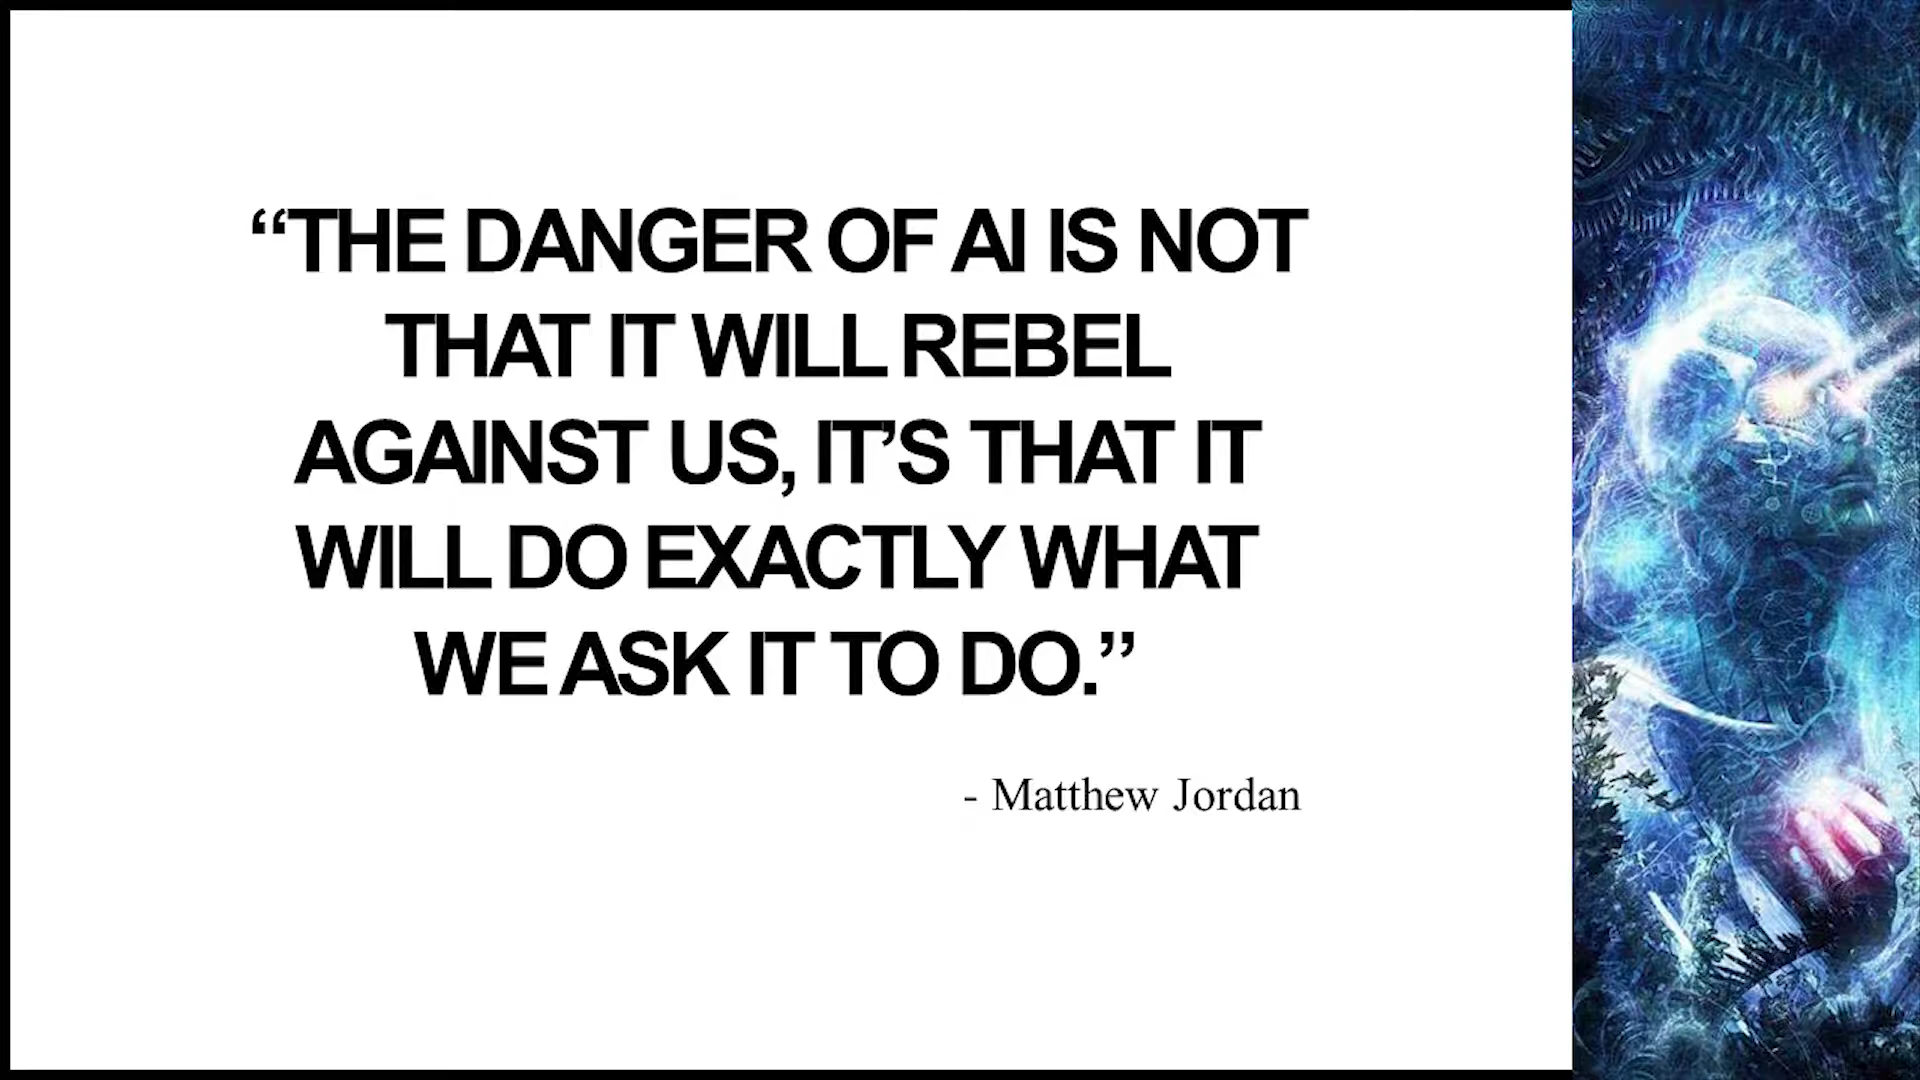 “THE DANGER OF AI IS NOT
THAT IT WILL REBEL
AGAINST US, IT’S THAT IT
WILL DO EXACTLY WHAT
WE ASK IT TO DO.”
- Matthew Jordan